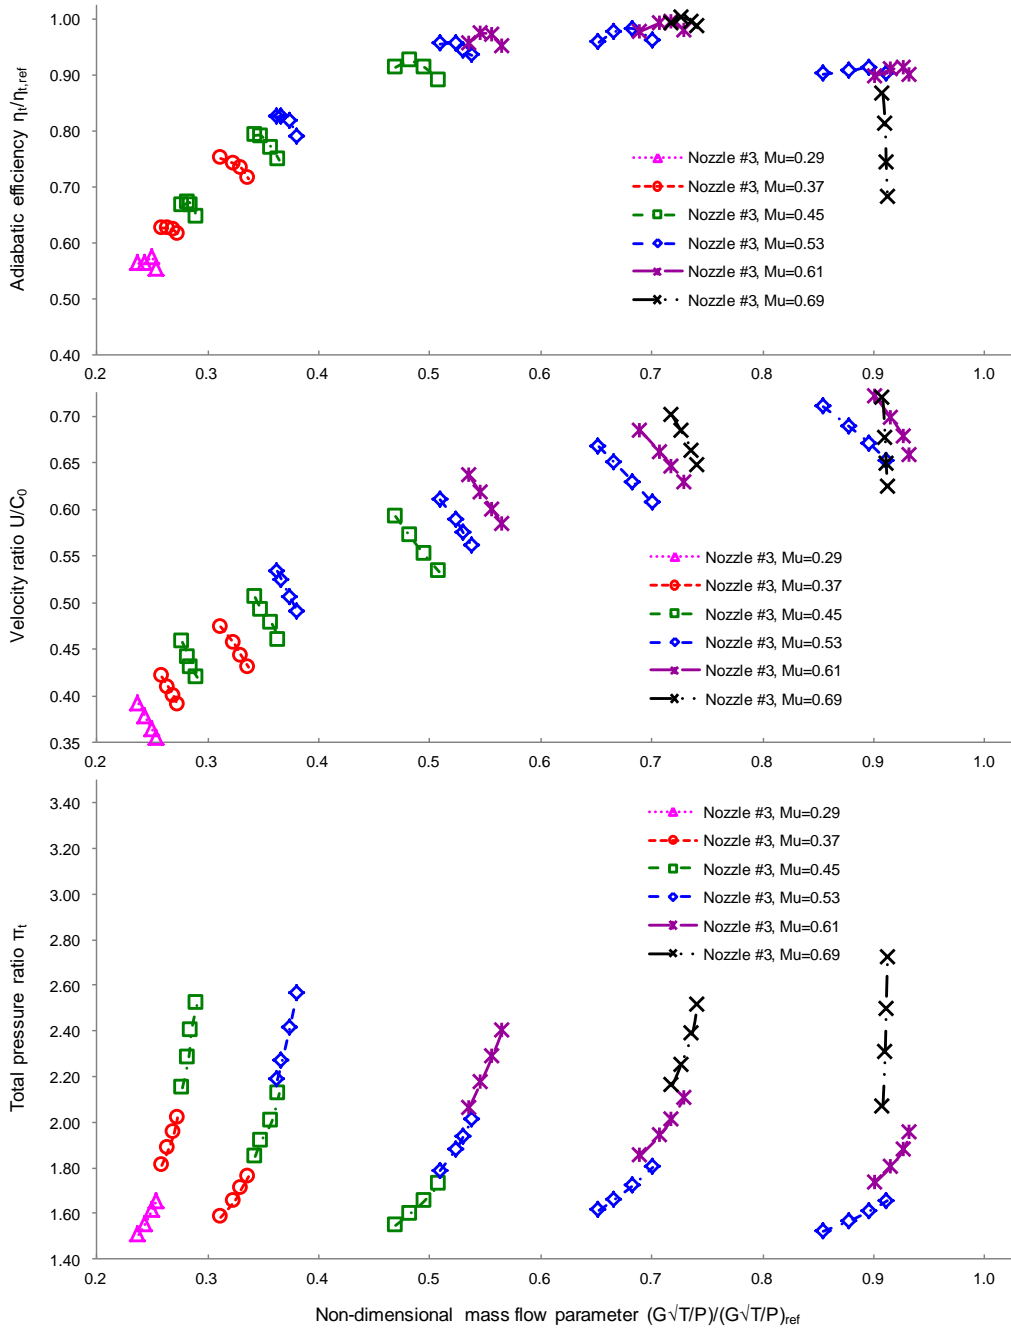 Adiabatic efficiency ηt/ηt,ref
1.00
0.90
0.80
0.70
0.60
0.50
0.40
Nozzle #3, Mu=0.29
Nozzle #3, Mu=0.37
Nozzle #3, Mu=0.45
Nozzle #3, Mu=0.53
Nozzle #3, Mu=0.61
Nozzle #3, Mu=0.69
0.2 0.3 0.4 0.5 0.6 0.7 0.8 0.9 1.0
Velocity ratio U/C0
0.70
0.65
0.60
0.55
0.50
0.45
0.40
0.35
Nozzle #3, Mu=0.29
Nozzle #3, Mu=0.37
Nozzle #3, Mu=0.45
Nozzle #3, Mu=0.53
Nozzle #3, Mu=0.61
Nozzle #3, Mu=0.69
0.2 0.3 0.4 0.5 0.6 0.7 0.8 0.9 1.0
Total pressure ratio πt
3.40
3.20
3.00
2.80
2.60
2.40
2.20
2.00
1.80
1.60
1.40
Nozzle #3, Mu=0.29
Nozzle #3, Mu=0.37
Nozzle #3, Mu=0.45
Nozzle #3, Mu=0.53
Nozzle #3, Mu=0.61
Nozzle #3, Mu=0.69
0.2 0.3 0.4 0.5 0.6 0.7 0.8 0.9 1.0
Non-dimensional mass flow parameter (G√T/P)/(G√T/P)ref